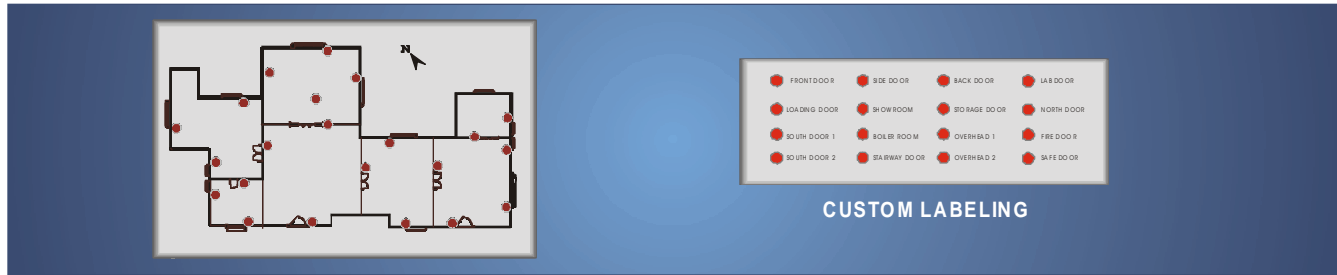 N
FRONT DOOR SIDE DOOR BACK DOOR LAB DOOR
LOADING DOOR SHOWROOM STORAGE DOOR NORTH DOOR
SOUTH DOOR 1 BOILER ROOM OVERHEAD 1 FIRE DOOR
SOUTH DOOR 2 STAIRWAY DOOR OVERHEAD 2 SAFE DOOR
CUSTOM LABELING